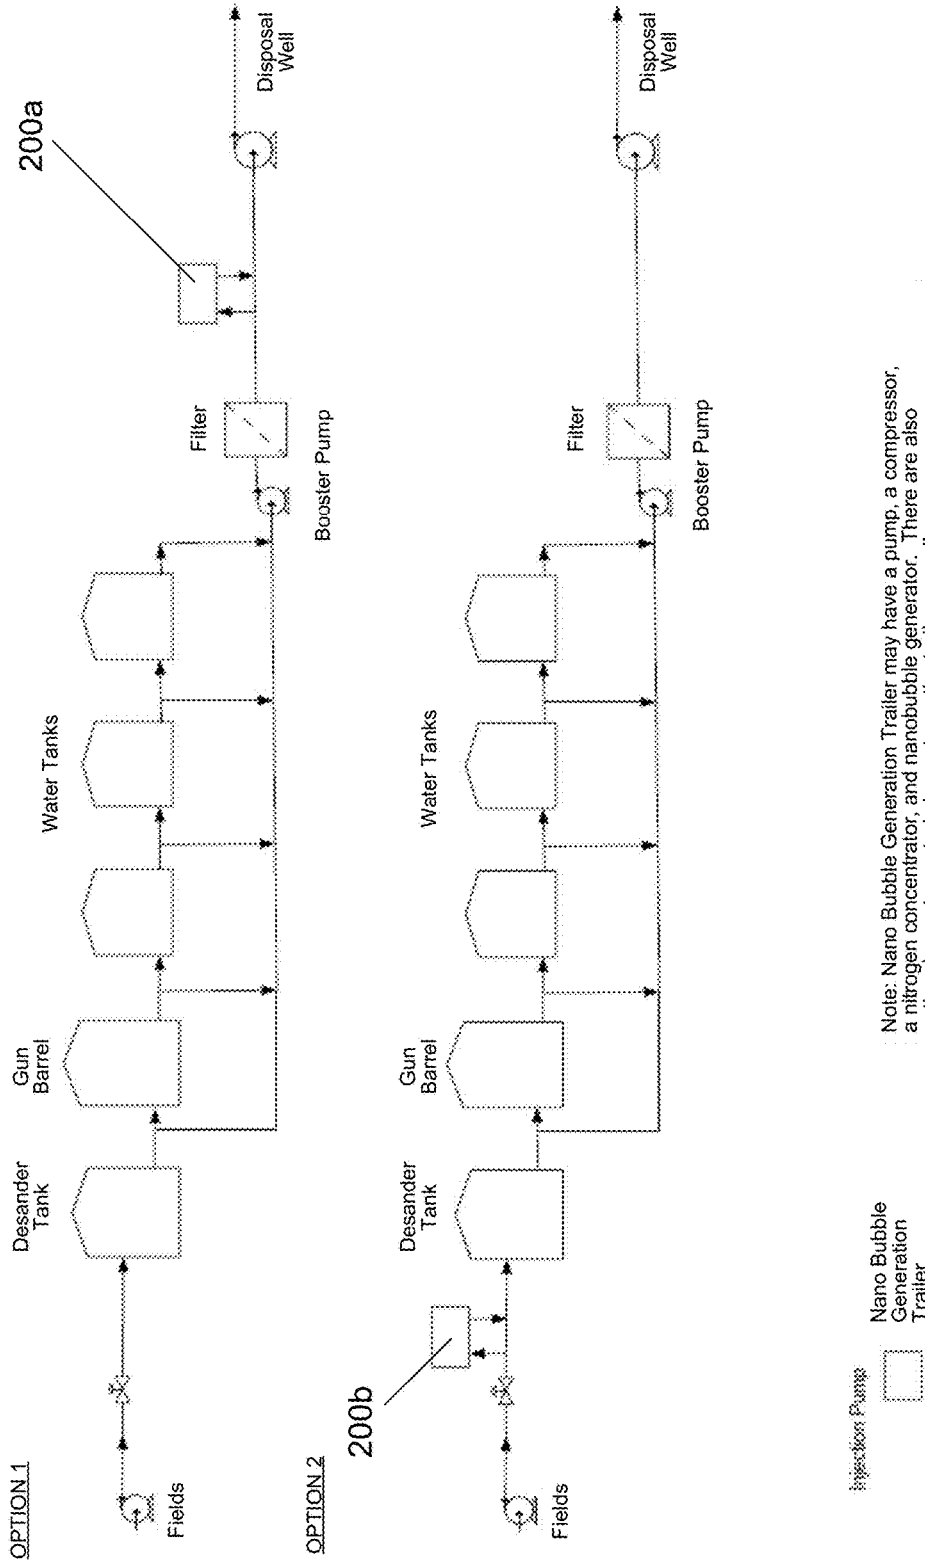 OPTION 1
200a
Gun
Barrel
Desander
Tank
Water Tanks
Filter
Booster Pump
Disposal
Well
Fields
OPTION 2
200b
Gun
Barrel
Desander
Tank
Water Tanks
Filter
Booster Pump
Disposal
Well
Fields
Injection Pump
Nano Bubble
Generation
Trailer
Note: Nano Bubble Generation Trailer may have a pump, a compressor,
a nitrogen concentrator, and nanobubble generator. There are also